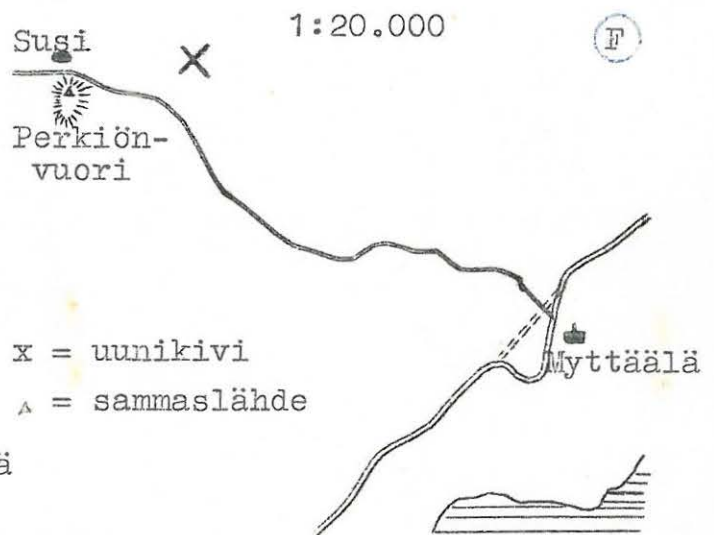 1:20.000
F
Susi
Perkiön-
vuori
x = uunikivi
▵ = sammaslähde
Myttäälä
ä